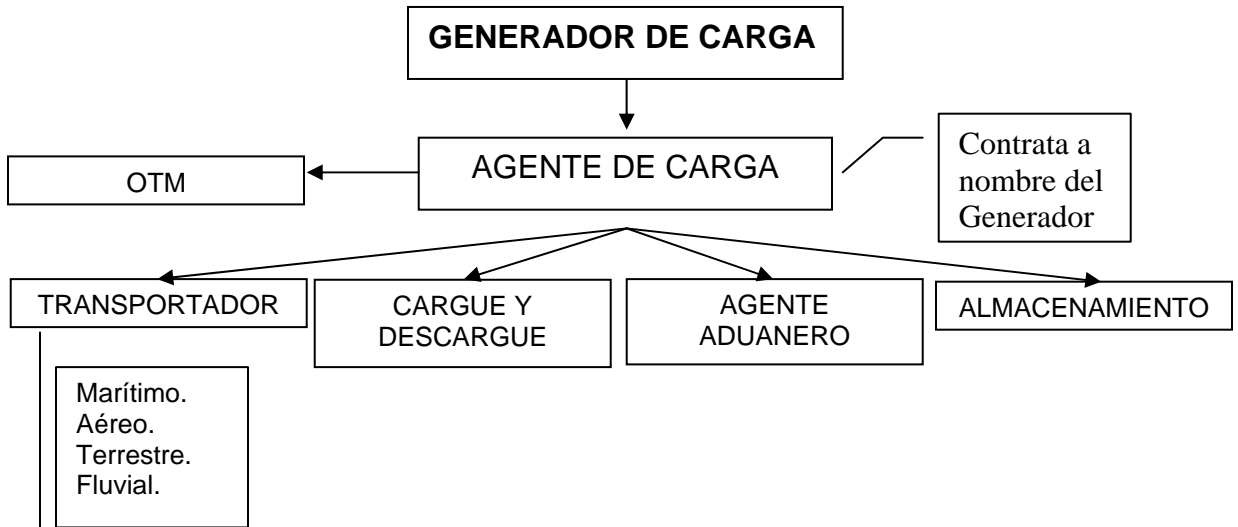 GENERADOR DE CARGA
AGENTE DE CARGA
Contrata a
nombre del
Generador
OTM
TRANSPORTADOR
CARGUE Y
DESCARGUE
AGENTE
ADUANERO
ALMACENAMIENTO
Marítimo.
Aéreo.
Terrestre.
Fluvial.